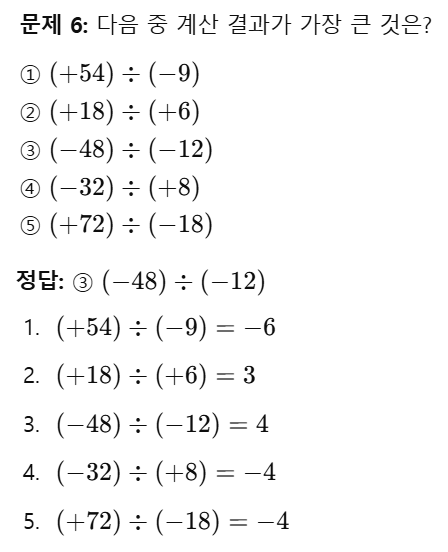 문제 6: 다음 중 계산 결과가 가장 큰 것은?
① (+54) ÷ (−9)
② (+18) ÷ (+6)
③ (−48) ÷ (−12)
④ (−32) ÷ (+8)
⑤ (+72) ÷ (−18)
정답: ③ (−48) ÷ (−12)
1. (+54) ÷ (−9) = −6
2. (+18) ÷ (+6) = 3
3. (−48) ÷ (−12) = 4
4. (−32) ÷ (+8) = −4
5. (+72) ÷ (−18) = −4